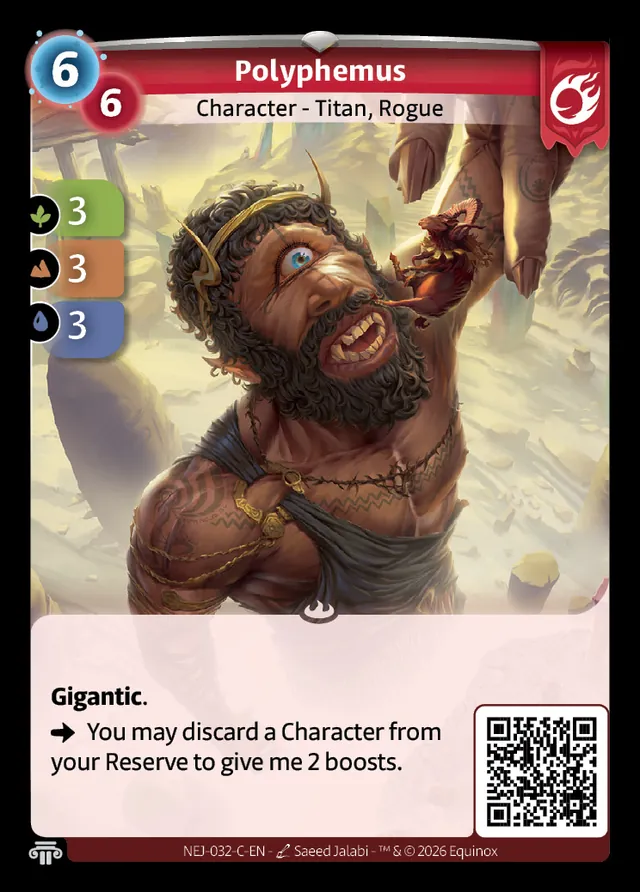 6
Polyphemus
6
Character - Titan, Rogue
3
3
3
Gigantic.
You may discard a Character from
your Reserve to give me 2 boosts.
NEJ-032-C-EN - Saeed Jalabi - ™ & © 2026 Equinox